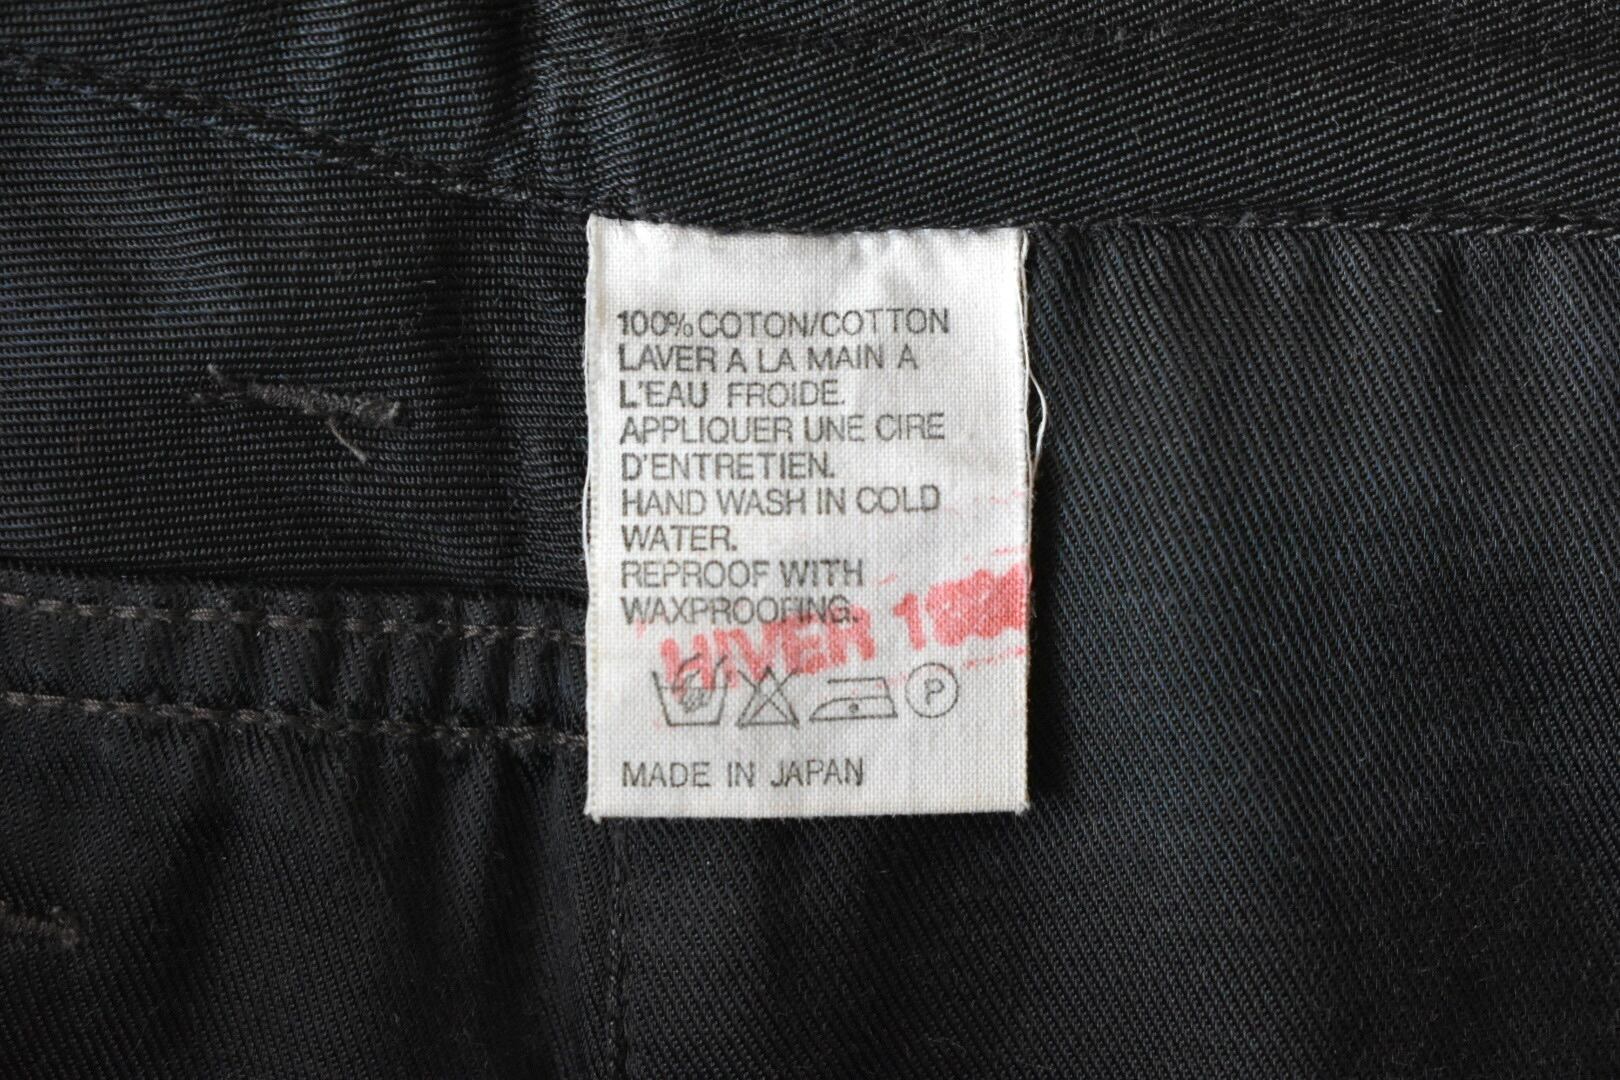 100% COTON/COTTON
LAVER A LA MAIN A
L'EAU FROIDE.
APPLIQUER UNE CIRE
D'ENTRETIEN.
HAND WASH IN COLD
WATER.
REPROOF WITH
WAXPROOFING.
HIVER
P
MADE IN JAPAN